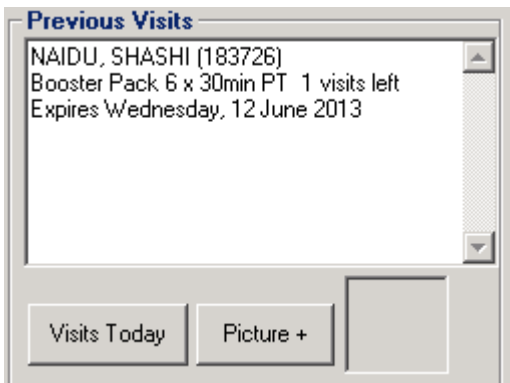 Previous Visits
NAIDU, SHASHI (183726)
Booster Pack 6 x 30min PT  1 visits left
Expires Wednesday, 12 June 2013
Visits Today
Picture +